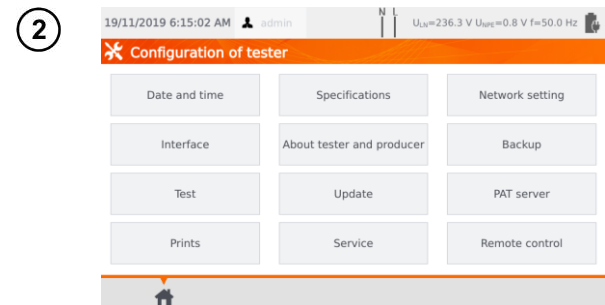 2
19/11/2019 6:15:02 AM admin N L U_LN=236.3 V U_NPE=0.8 V f=50.0 Hz
Configuration of tester
Date and time Specifications Network setting
Interface About tester and producer Backup
Test Update PAT server
Prints Service Remote control